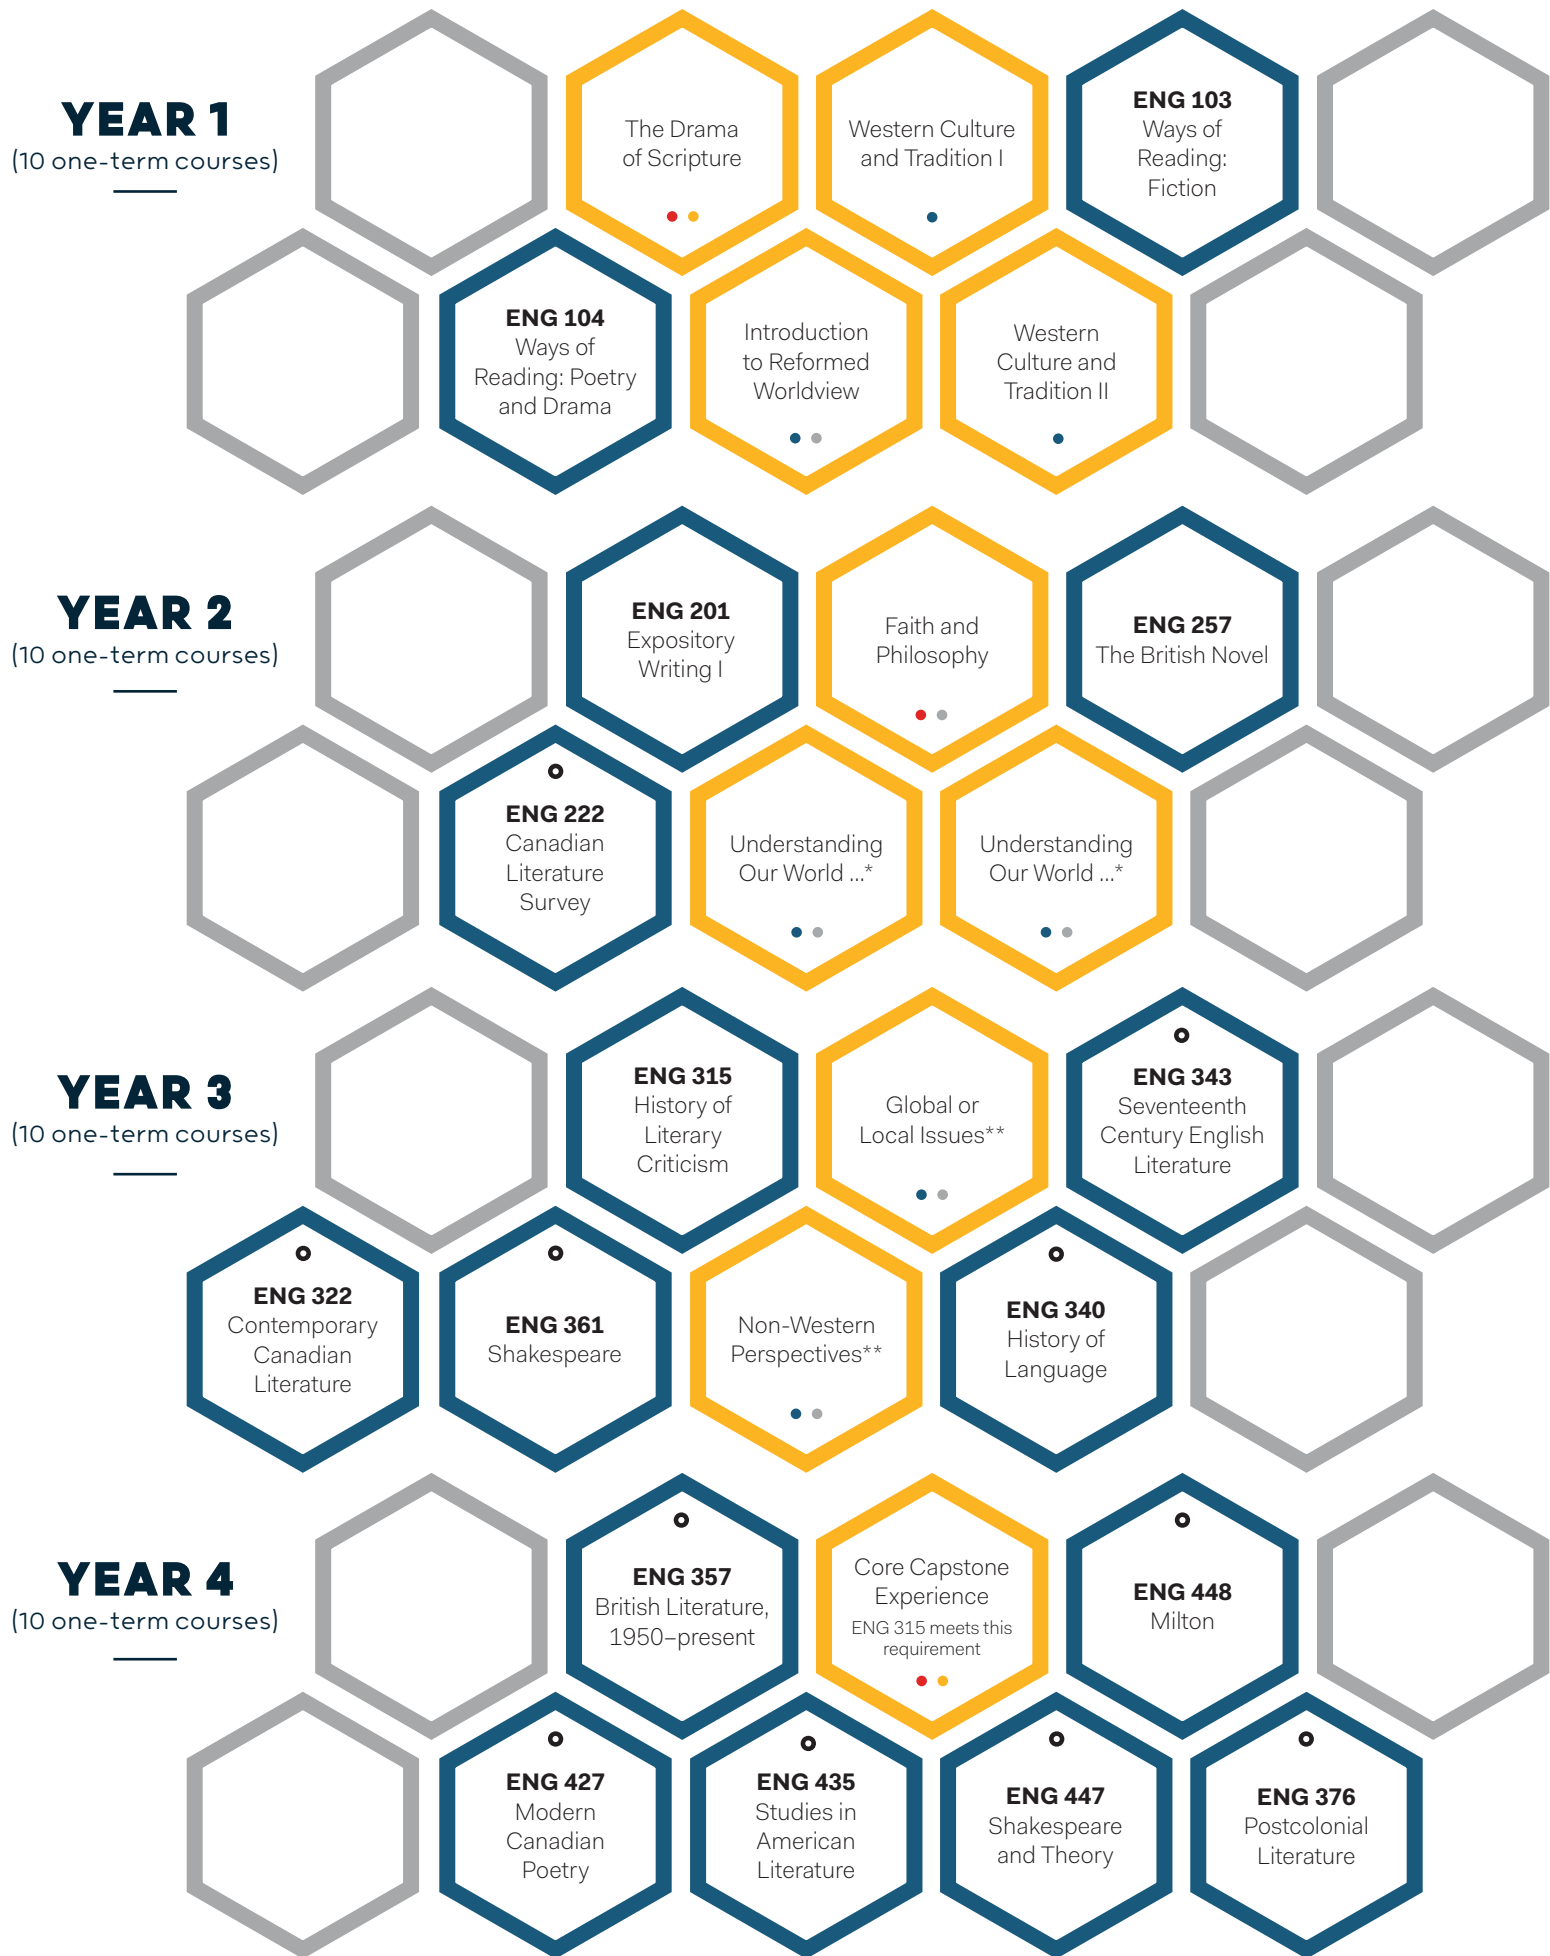 YEAR 1
(10 one-term courses)
The Drama
of Scripture
Western Culture
and Tradition I
ENG 103
Ways of
Reading:
Fiction
ENG 104
Ways of
Reading: Poetry
and Drama
Introduction
to Reformed
Worldview
Western
Culture and
Tradition II
YEAR 2
(10 one-term courses)
ENG 201
Expository
Writing I
Faith and
Philosophy
ENG 257
The British Novel
ENG 222
Canadian
Literature
Survey
Understanding
Our World ...*
Understanding
Our World ...*
YEAR 3
(10 one-term courses)
ENG 315
History of
Literary
Criticism
Global or
Local Issues**
ENG 343
Seventeenth
Century English
Literature
ENG 322
Contemporary
Canadian
Literature
ENG 361
Shakespeare
Non-Western
Perspectives**
ENG 340
History of
Language
YEAR 4
(10 one-term courses)
ENG 357
British Literature,
1950–present
Core Capstone
Experience
ENG 315 meets this
requirement
ENG 448
Milton
ENG 427
Modern
Canadian
Poetry
ENG 435
Studies in
American
Literature
ENG 447
Shakespeare
and Theory
ENG 376
Postcolonial
Literature